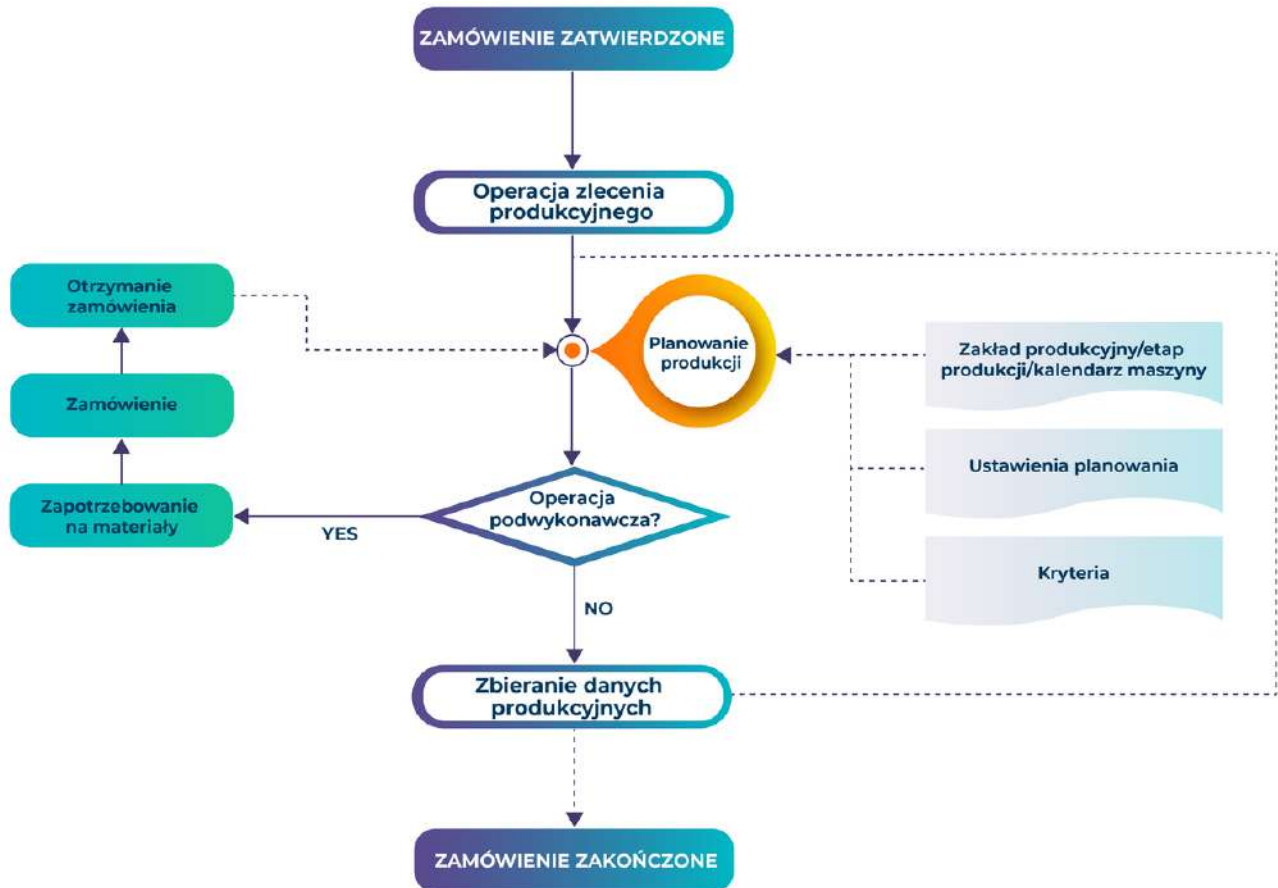 ZAMÓWIENIE ZATWIERDZONE
Operacja zlecenia
produkcyjnego
Otrzymanie
zamówienia
Planowanie
produkcji
Zakład produkcyjny/etap
produkcji/kalendarz maszyny
Zamówienie
Ustawienia planowania
Zapotrzebowanie
na materiały
YES
Operacja
podwykonawcza?
Kryteria
NO
Zbieranie danych
produkcyjnych
ZAMÓWIENIE ZAKOŃCZONE